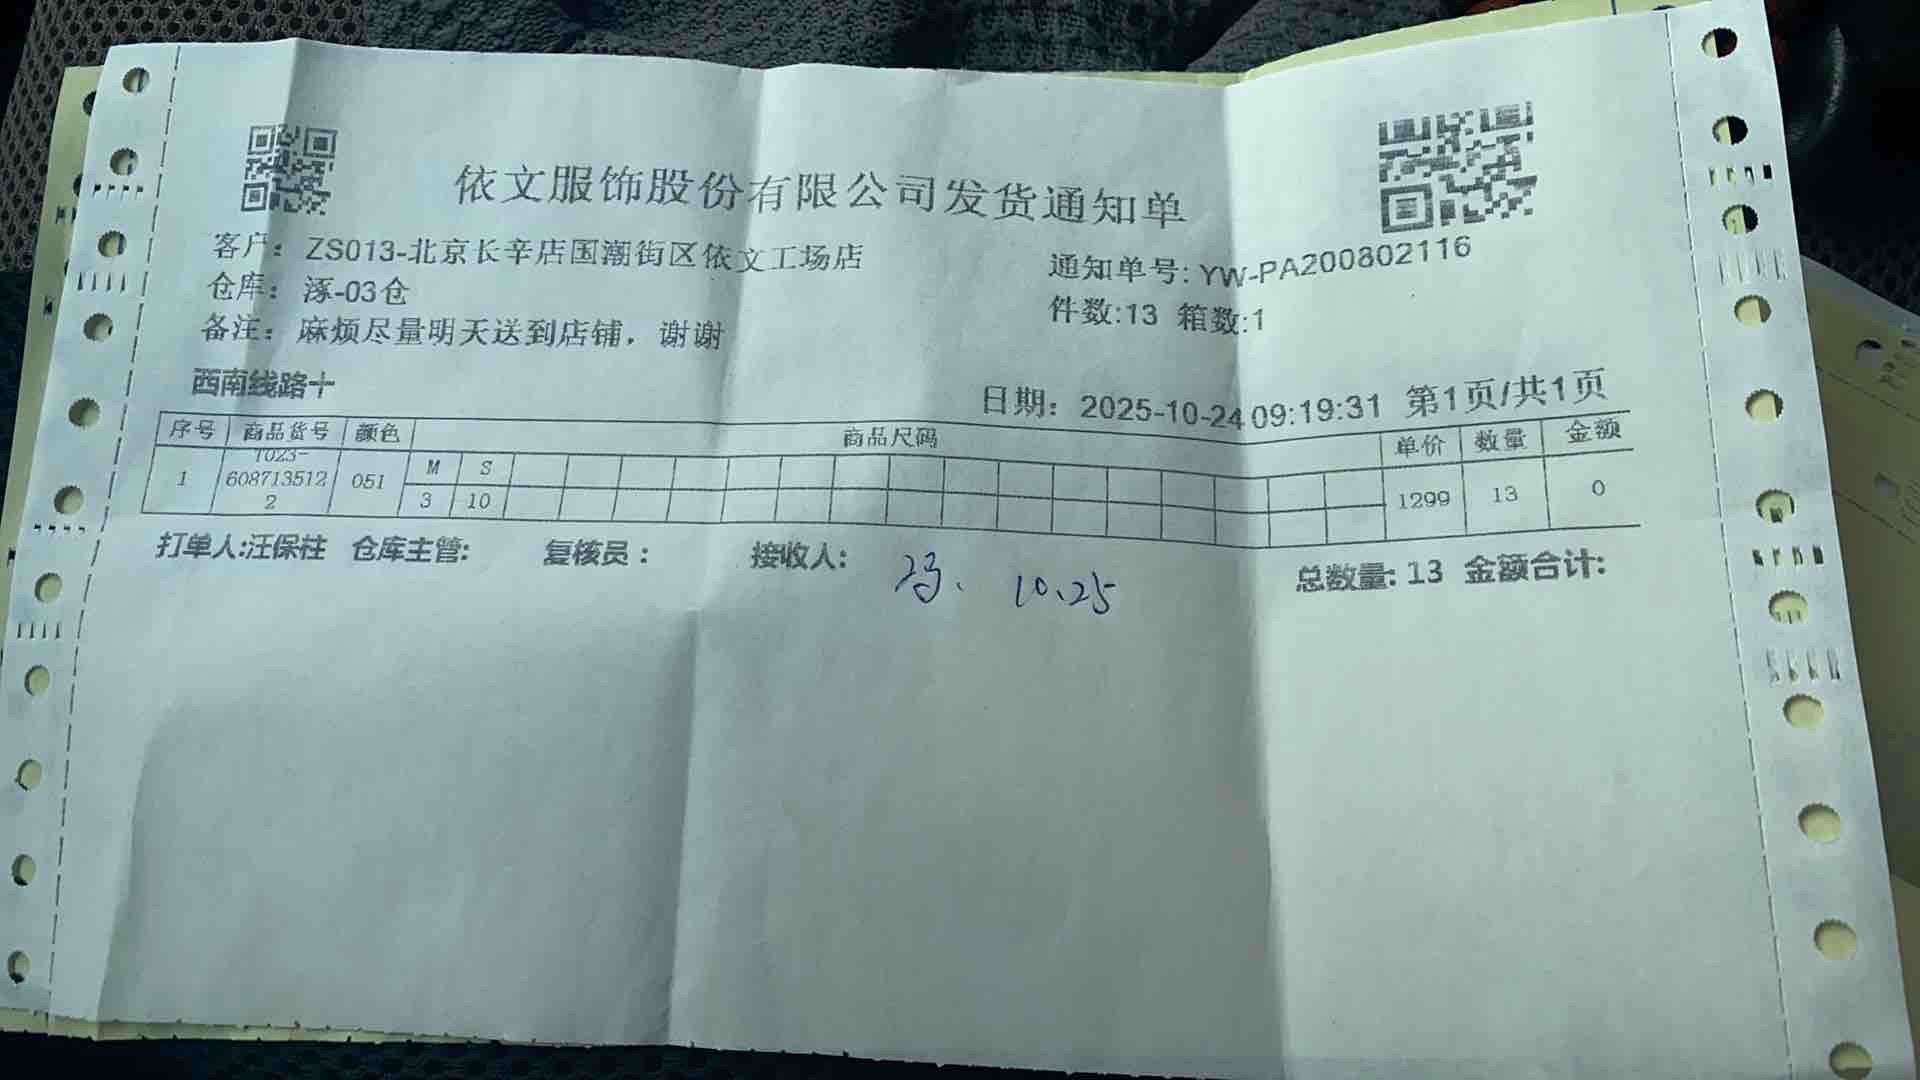 依文服饰股份有限公司发货通知单
客户：ZS013-北京长辛店国潮街区依文工场店
通知单号:YW-PA200802116
仓库：涿-03仓
件数:13 箱数:1
备注：麻烦尽量明天送到店铺，谢谢
西南线路十
日期：2025-10-24 09:19:31 第1页/共1页
序号 商品货号 颜色 商品尺码 单价 数量 金额
1 T023-6087135122 051 M S 1299 13 0
3 10
打单人:汪保柱 仓库主管: 复核员： 接收人: 冯. 10.25
总数量: 13 金额合计: